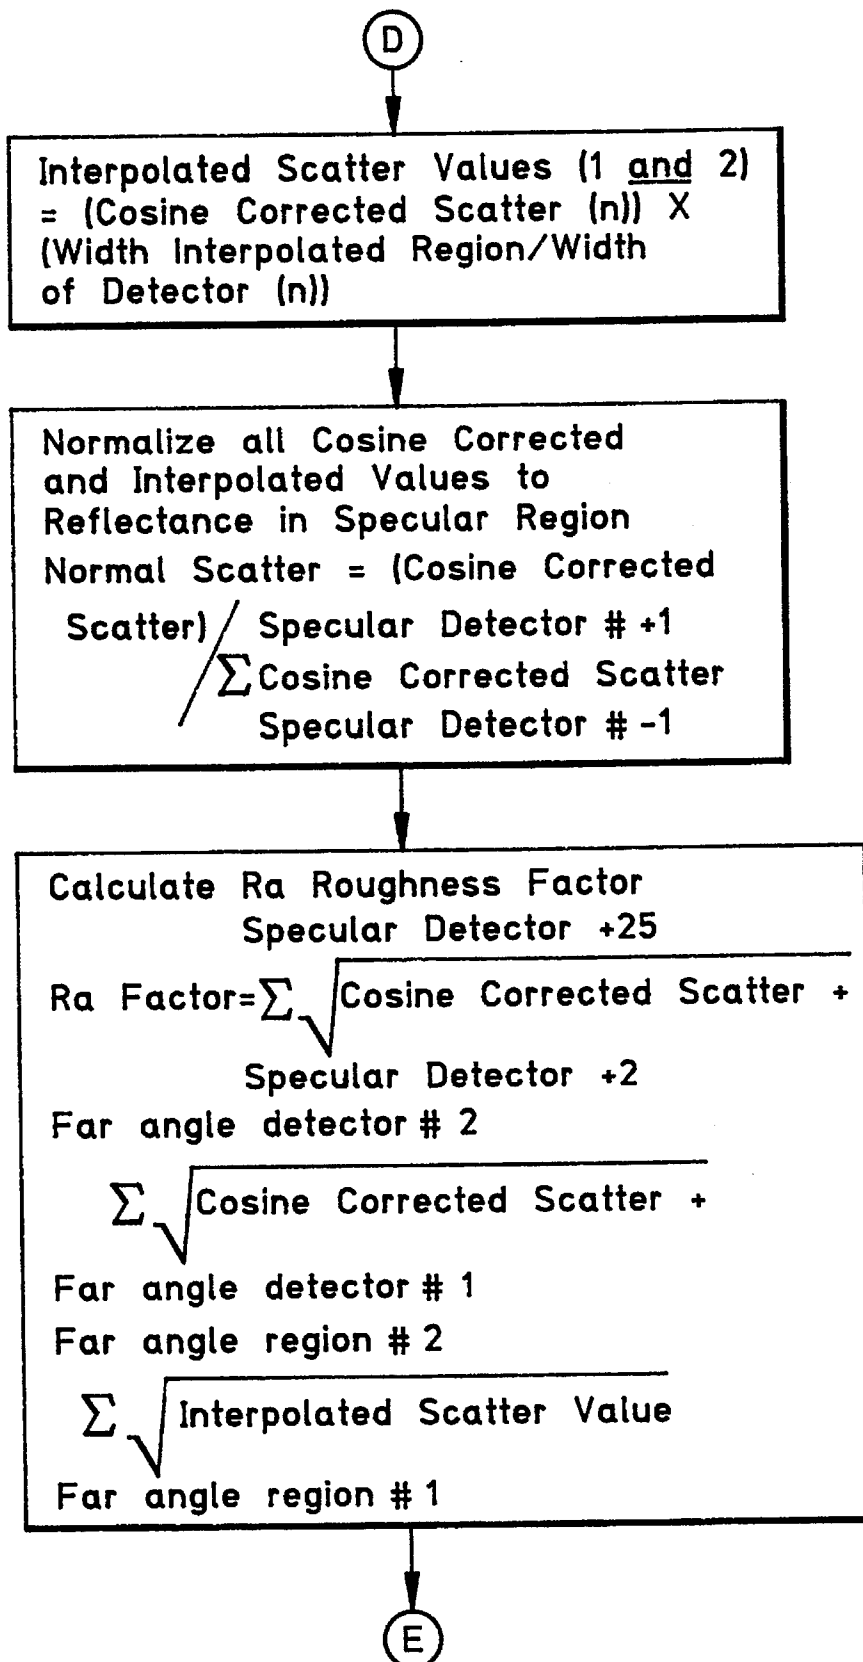 D
Interpolated Scatter Values (1 and 2)
= (Cosine Corrected Scatter (n)) X
(Width Interpolated Region/Width
of Detector (n))
Normalize all Cosine Corrected
and Interpolated Values to
Reflectance in Specular Region
Normal Scatter = (Cosine Corrected
Scatter) / Specular Detector # +1
∑ Cosine Corrected Scatter
Specular Detector # -1
Calculate Ra Roughness Factor
Specular Detector +25
Ra Factor=∑ √Cosine Corrected Scatter +
Specular Detector +2
Far angle detector # 2
∑ √Cosine Corrected Scatter +
Far angle detector # 1
Far angle region # 2
∑ √Interpolated Scatter Value
Far angle region # 1
E